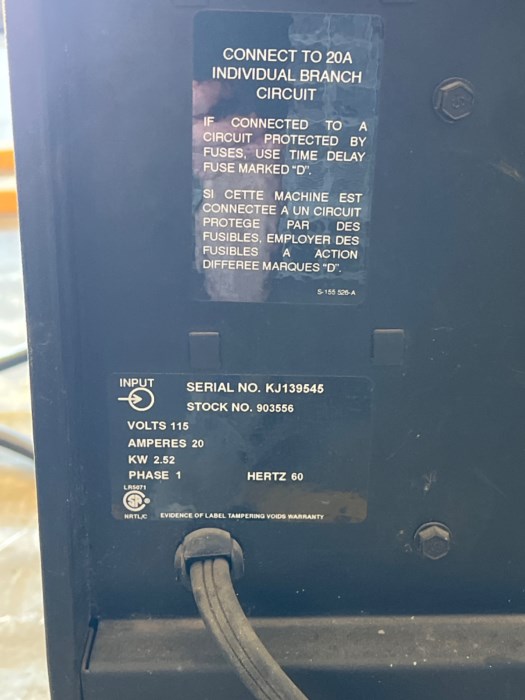 CONNECT TO 20A
INDIVIDUAL BRANCH
CIRCUIT
IF CONNECTED TO A
CIRCUIT PROTECTED BY
FUSES, USE TIME DELAY
FUSE MARKED "D".
SI CETTE MACHINE EST
CONNECTEE A UN CIRCUIT
PROTEGE PAR DES
FUSIBLES, EMPLOYER DES
FUSIBLES A ACTION
DIFFEREE MARQUES "D".
S-155 526-A
INPUT
SERIAL NO. KJ139545
STOCK NO. 903556
VOLTS 115
AMPERES 20
KW 2.52
PHASE 1 HERTZ 60
LR5071
NRTL/C EVIDENCE OF LABEL TAMPERING VOIDS WARRANTY